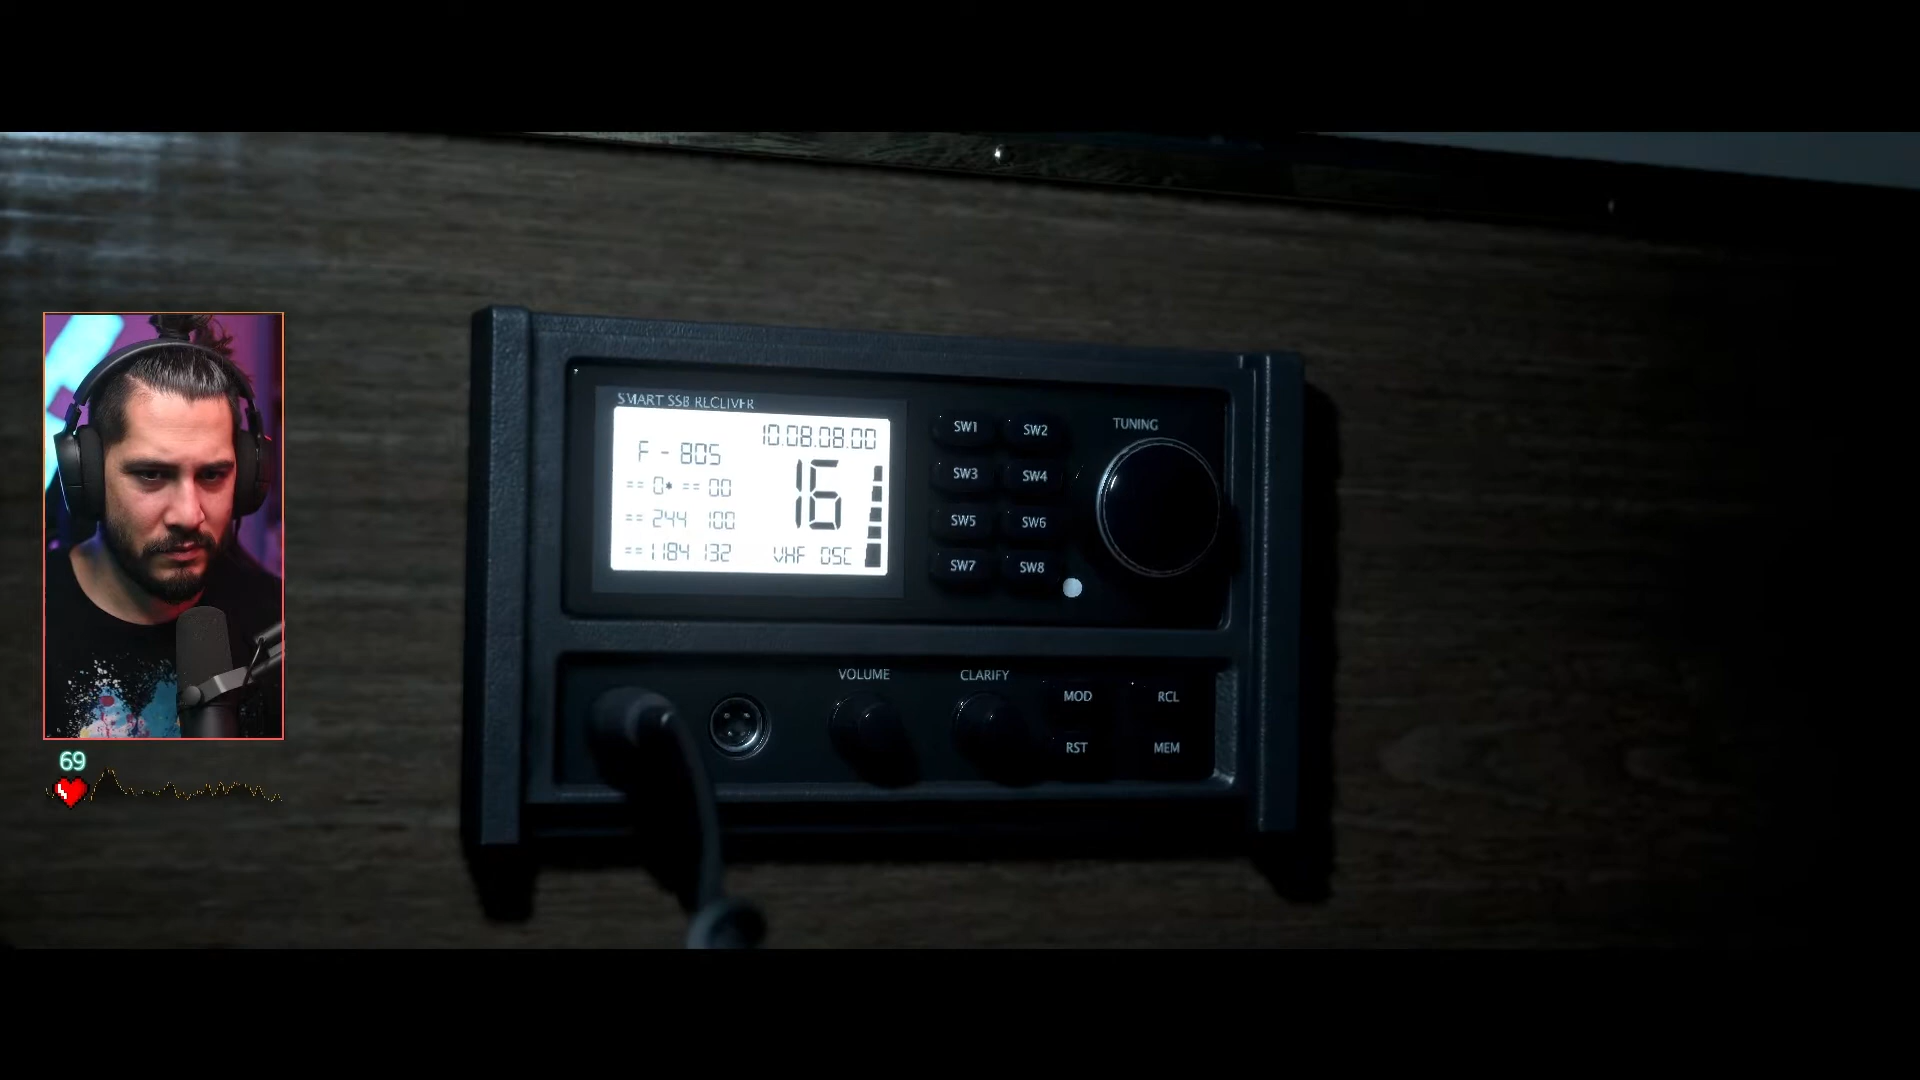 SMART SSB RECEIVER
10.08.08.00
F - 805
== 0* == 00
16
== 244 100
== 1184 132
VHF DSC
SW1 SW2
SW3 SW4
SW5 SW6
SW7 SW8
TUNING
VOLUME
CLARIFY
MOD
RCL
RST
MEM
69